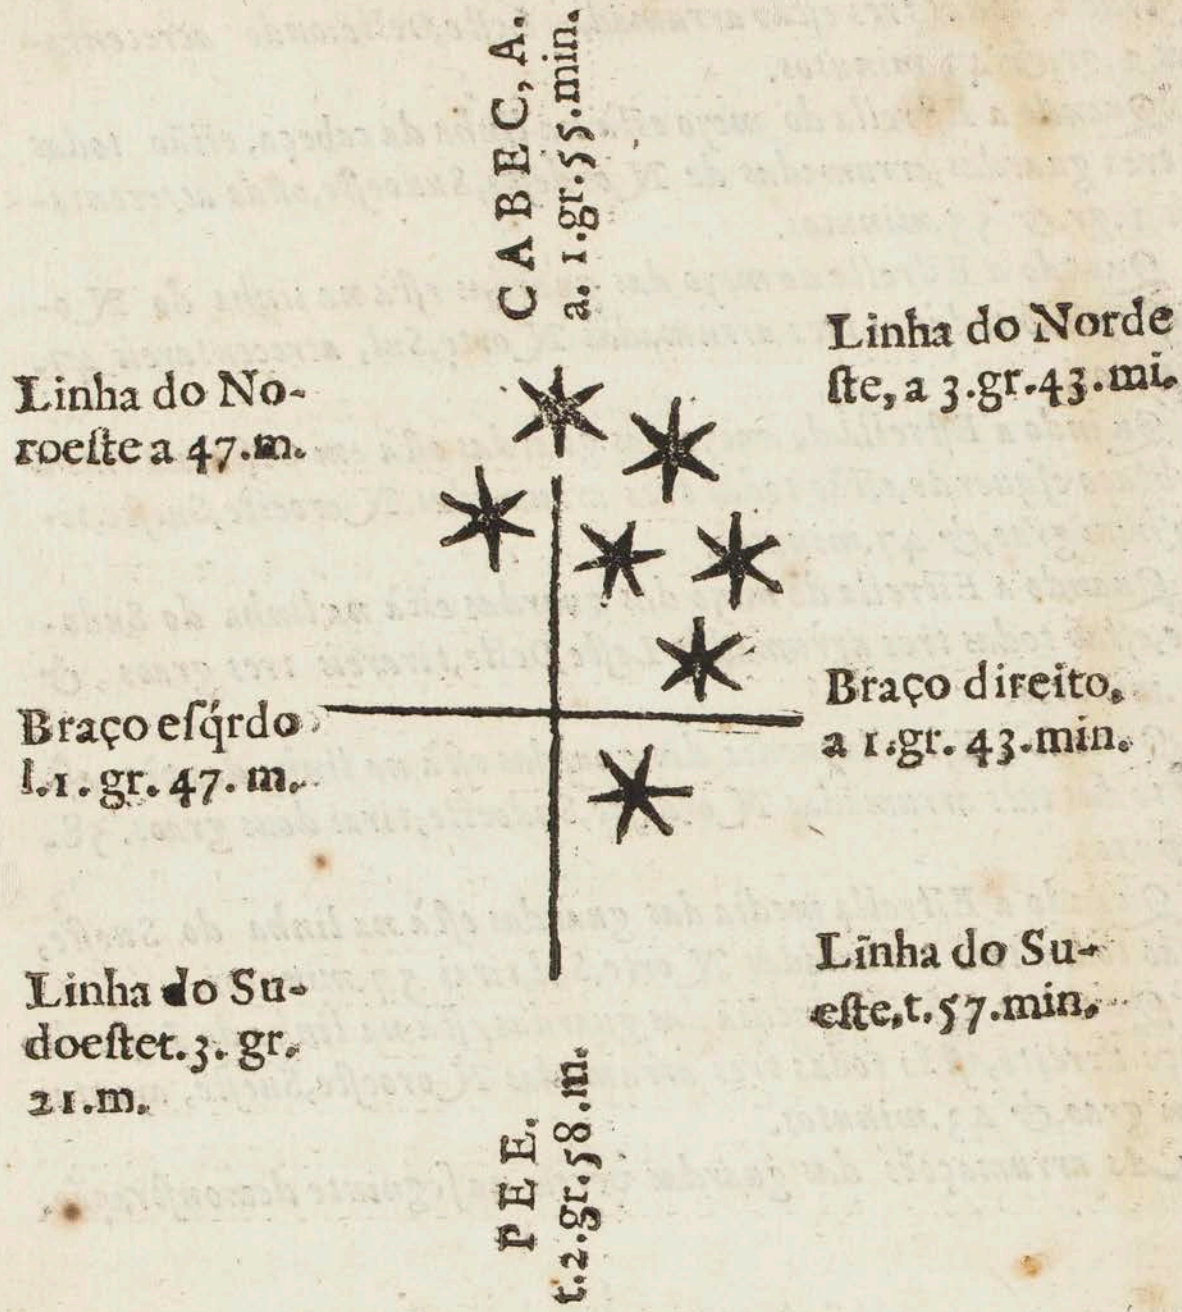 CABEC, A.
a. 1.gr.55.min.
Linha do Norde
ſte, a 3.gr.43.mi.
Linha do No-
roeſte a 47.m.
Braço eſq́rdo
l.1. gr. 47. m.
Braço direito,
a 1.gr. 43.min.
Linha do Su-
eſte,t.57.min.
Linha do Su-
doeſtet.3. gr.
21.m.
PEE.
t.2.gr.58.m.